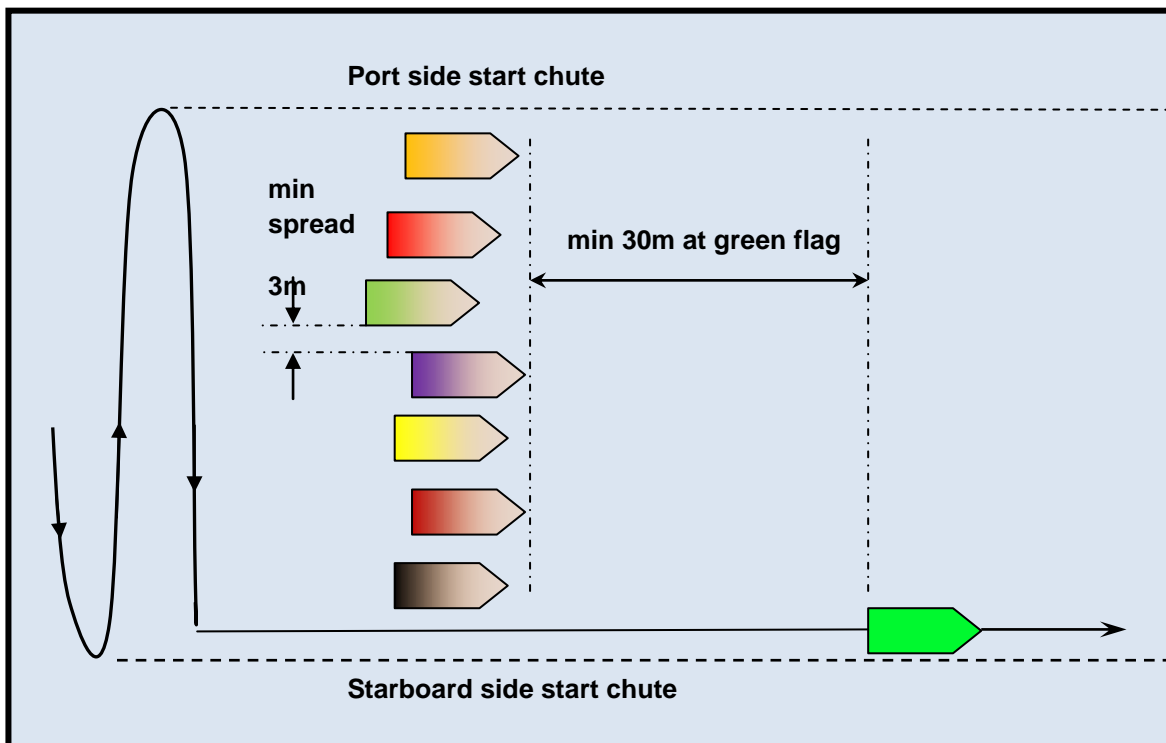 Port side start chute
min
spread
min 30m at green flag
3m
Starboard side start chute